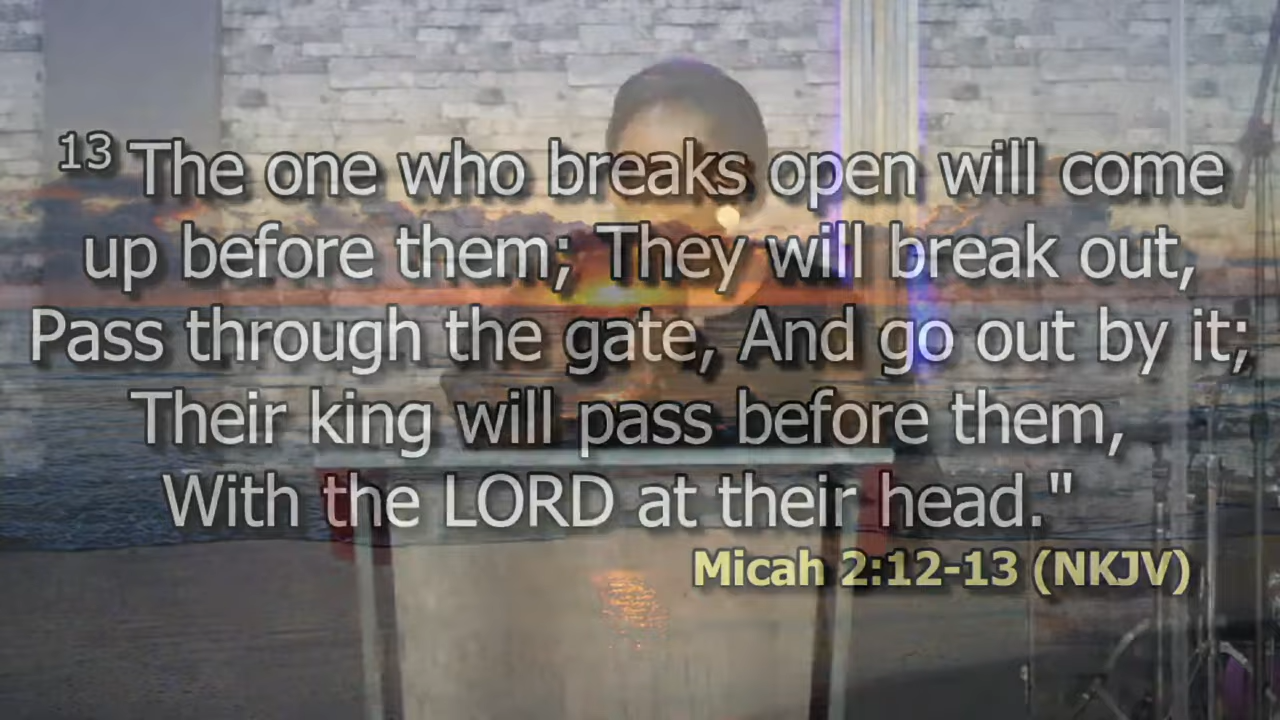 13 The one who breaks open will come
up before them; They will break out,
Pass through the gate, And go out by it;
Their king will pass before them,
With the LORD at their head."
Micah 2:12-13 (NKJV)